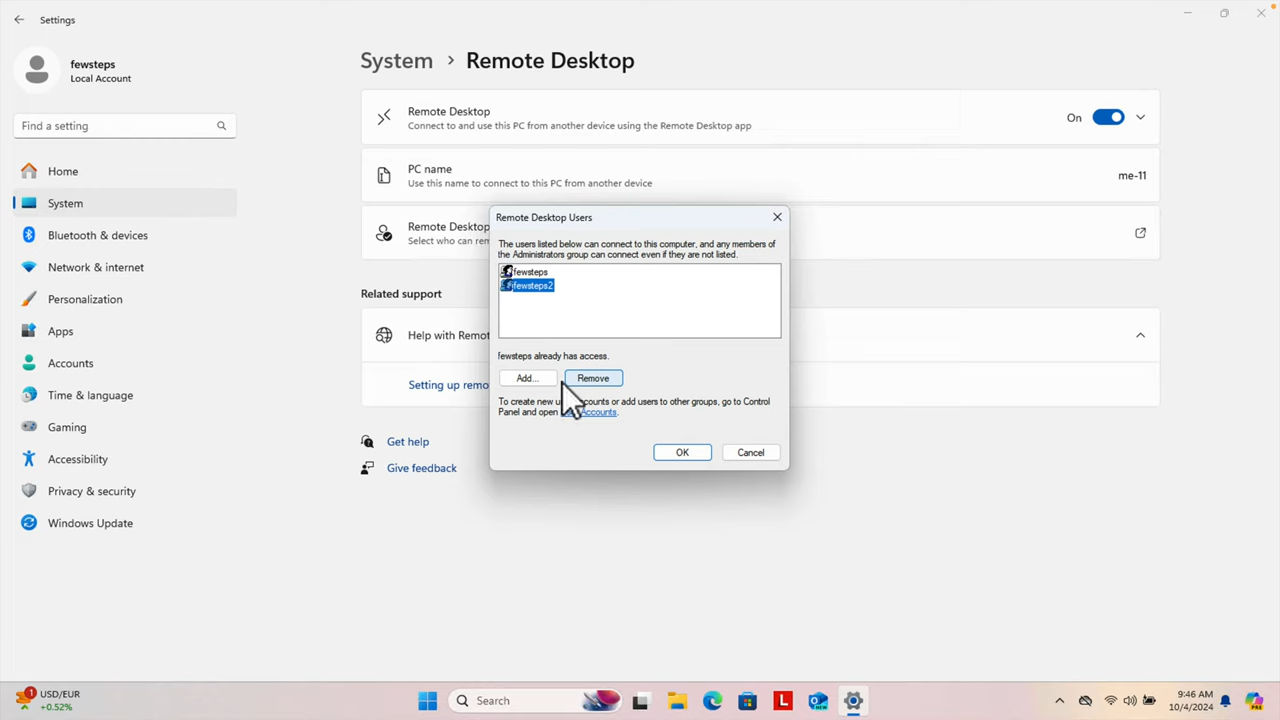 Settings
fewsteps
Local Account
Find a setting
Home
System
Bluetooth & devices
Network & internet
Personalization
Apps
Accounts
Time & language
Gaming
Accessibility
Privacy & security
Windows Update
System > Remote Desktop
Remote Desktop
Connect to and use this PC from another device using the Remote Desktop app
On
PC name
Use this name to connect to this PC from another device
me-11
Remote Desktop
Select who can
Related support
Help with
Setting up
Get help
Give feedback
Remote Desktop Users
The users listed below can connect to this computer, and any members of
the Administrators group can connect even if they are not listed.
fewsteps
fewsteps2
fewsteps already has access.
Add...
Remove
To create new accounts or add users to other groups, go to Control
Panel and open Accounts.
OK
Cancel
1
USD/EUR
+0.52%
Search
L
NEW
PRE
9:46 AM
10/4/2024